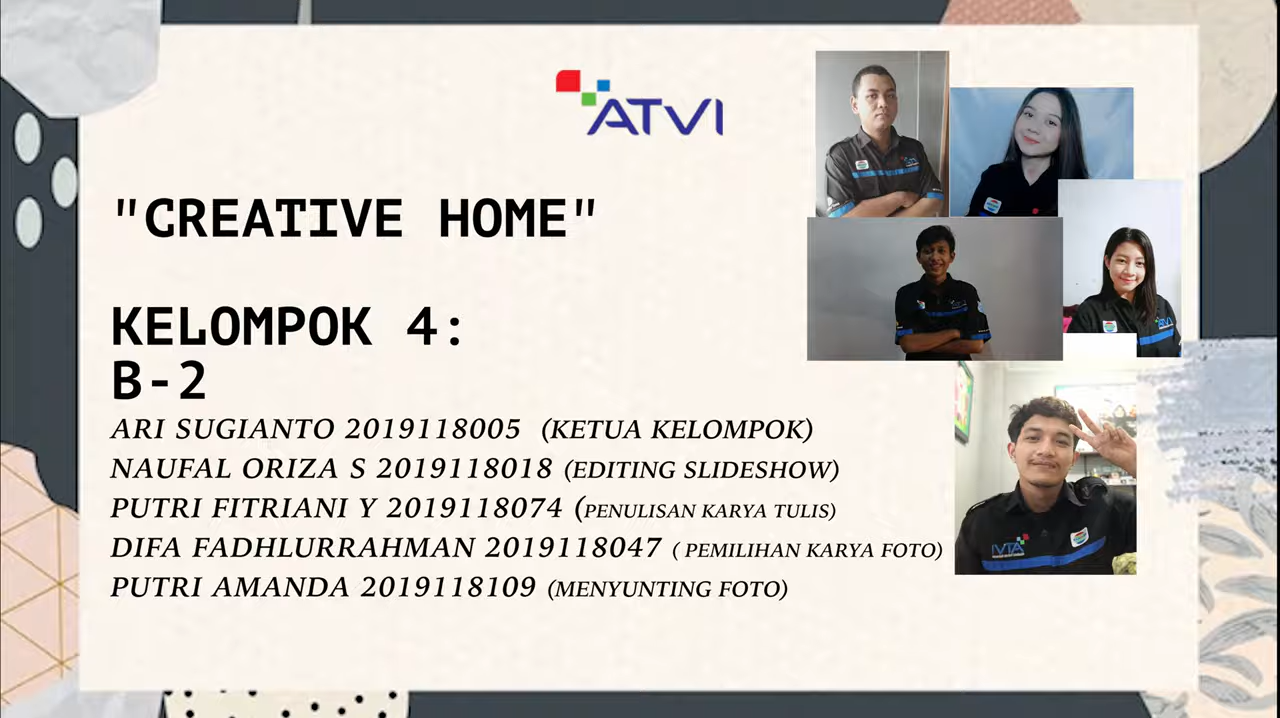 ATVI
"CREATIVE HOME"
KELOMPOK 4:
B-2
ARI SUGIANTO 2019118005 (KETUA KELOMPOK)
NAUFAL ORIZA S 2019118018 (EDITING SLIDESHOW)
PUTRI FITRIANI Y 2019118074 (PENULISAN KARYA TULIS)
DIFA FADHLURRAHMAN 2019118047 ( PEMILIHAN KARYA FOTO)
PUTRI AMANDA 2019118109 (MENYUNTING FOTO)